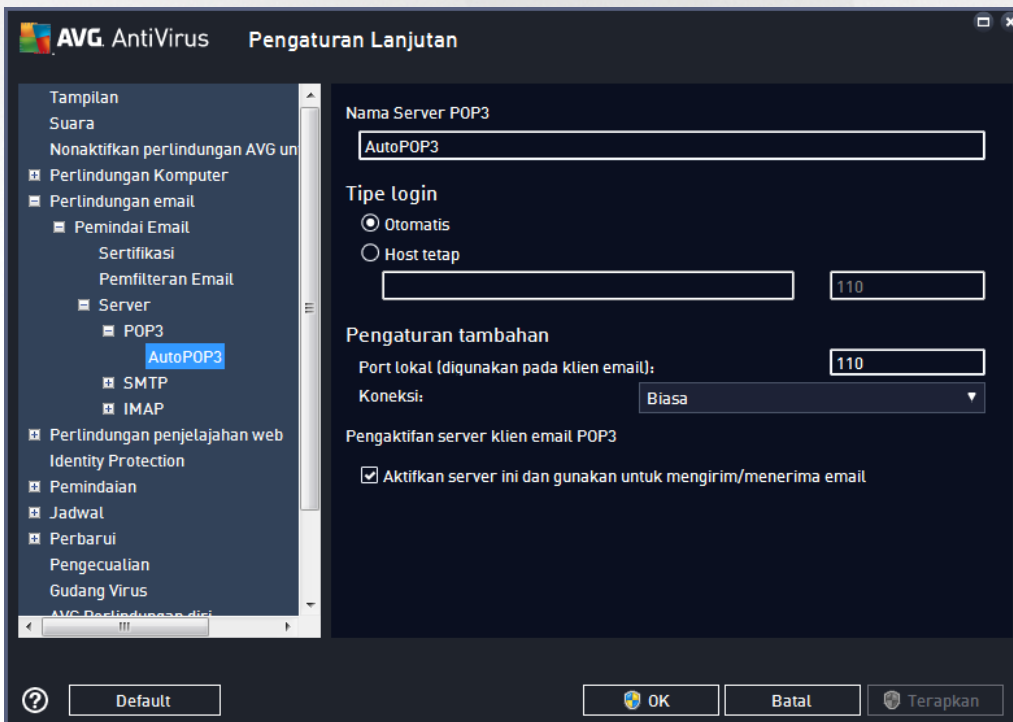 AVG. AntiVirus Pengaturan Lanjutan
Tampilan
Suara
Nonaktifkan perlindungan AVG un
Perlindungan Komputer
Perlindungan email
Pemindai Email
Sertifikasi
Pemfilteran Email
Server
POP3
AutoPOP3
SMTP
IMAP
Perlindungan penjelajahan web
Identity Protection
Pemindaian
Jadwal
Perbarui
Pengecualian
Gudang Virus
AVG Perlindungan diri
Nama Server POP3
AutoPOP3
Tipe login
Otomatis
Host tetap
110
Pengaturan tambahan
Port lokal (digunakan pada klien email): 110
Koneksi: Biasa
Pengaktifan server klien email POP3
Aktifkan server ini dan gunakan untuk mengirim/menerima email
? Default OK Batal Terapkan